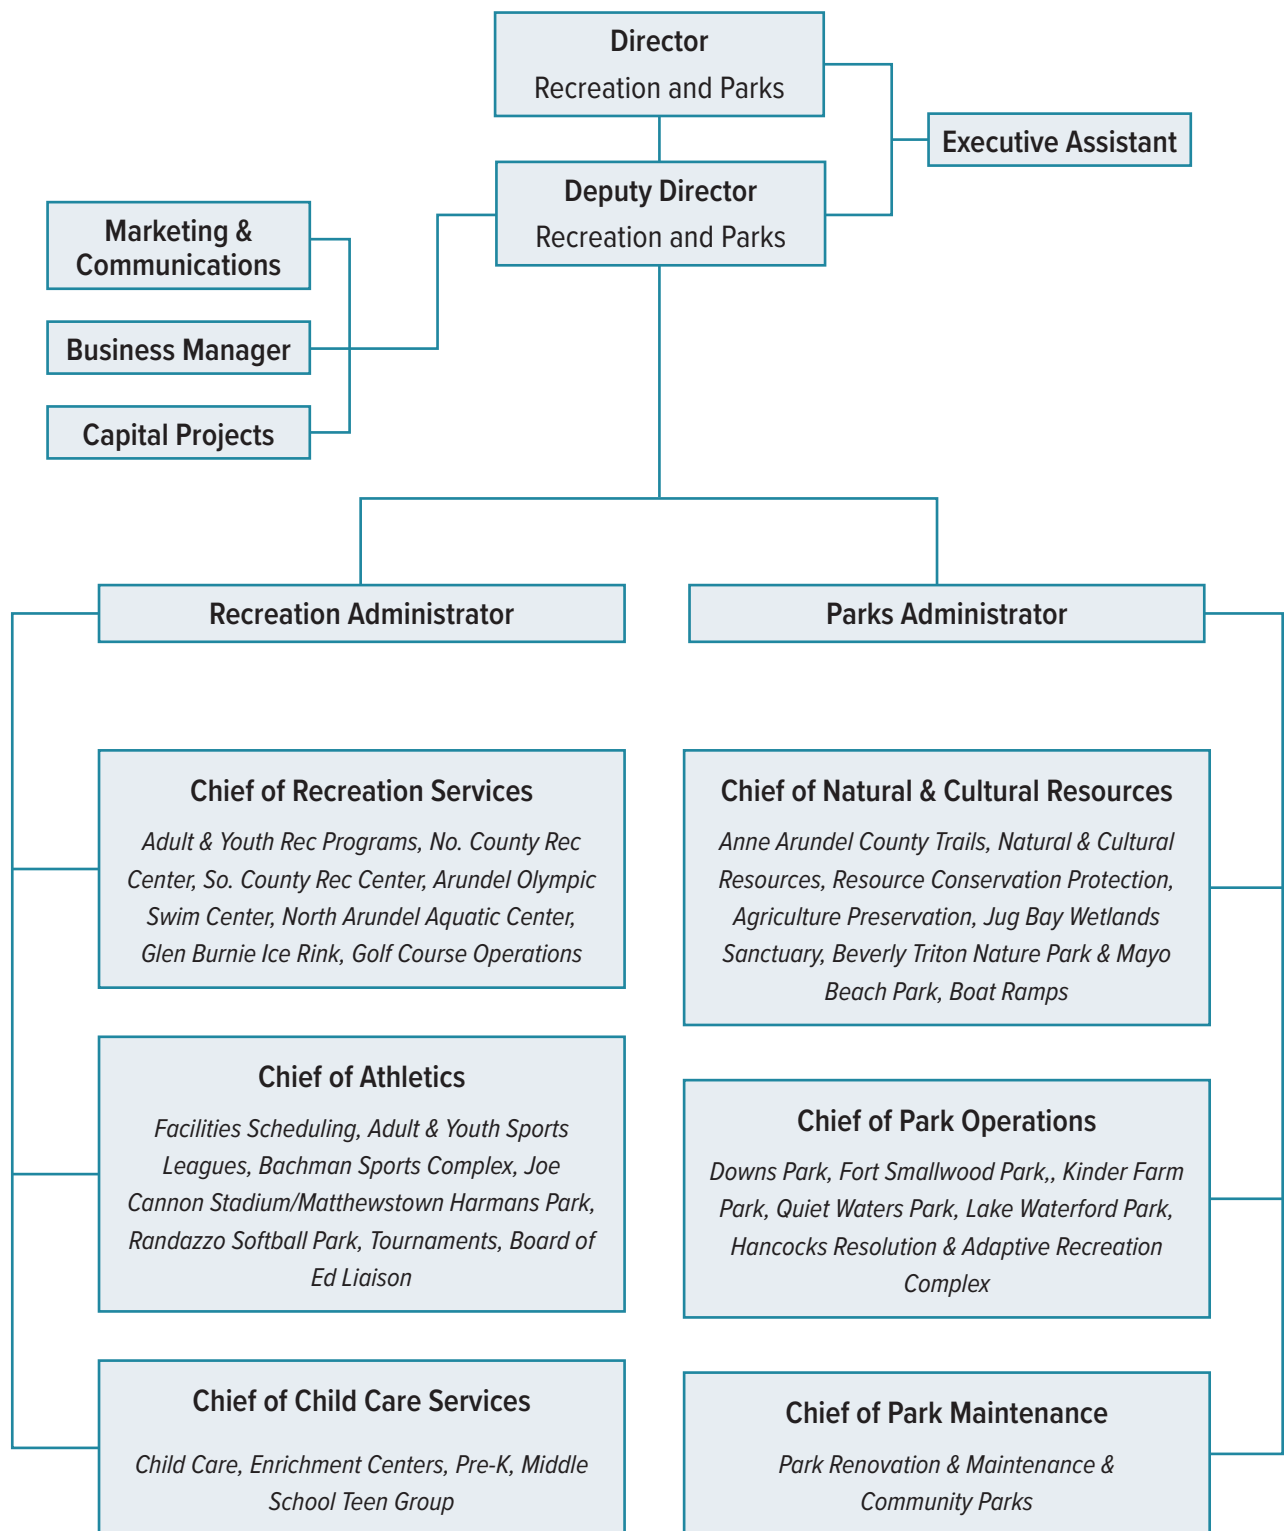 Director
Recreation and Parks
Executive Assistant
Deputy Director
Recreation and Parks
Marketing &
Communications
Business Manager
Capital Projects
Recreation Administrator
Parks Administrator
Chief of Recreation Services
Adult & Youth Rec Programs, No. County Rec
Center, So. County Rec Center, Arundel Olympic
Swim Center, North Arundel Aquatic Center,
Glen Burnie Ice Rink, Golf Course Operations
Chief of Natural & Cultural Resources
Anne Arundel County Trails, Natural & Cultural
Resources, Resource Conservation Protection,
Agriculture Preservation, Jug Bay Wetlands
Sanctuary, Beverly Triton Nature Park & Mayo
Beach Park, Boat Ramps
Chief of Athletics
Facilities Scheduling, Adult & Youth Sports
Leagues, Bachman Sports Complex, Joe
Cannon Stadium/Matthewstown Harmans Park,
Randazzo Softball Park, Tournaments, Board of
Ed Liaison
Chief of Park Operations
Downs Park, Fort Smallwood Park,, Kinder Farm
Park, Quiet Waters Park, Lake Waterford Park,
Hancocks Resolution & Adaptive Recreation
Complex
Chief of Child Care Services
Child Care, Enrichment Centers, Pre-K, Middle
School Teen Group
Chief of Park Maintenance
Park Renovation & Maintenance &
Community Parks